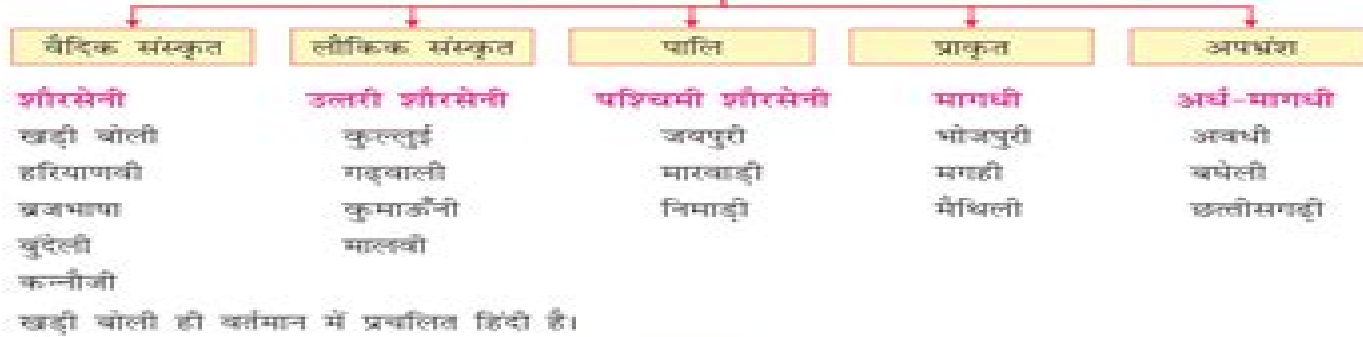 वैदिक संस्कृत लौकिक संस्कृत पालि प्राकृत अपभ्रंश
शौरसेनी उत्तरी शौरसेनी पश्चिमी शौरसेनी मागधी अर्ध-मागधी
खड़ी बोली कुल्लुई जयपुरी भोजपुरी अवधी
हरियाणवी गढ़वाली मारवाड़ी मगही बघेली
ब्रजभाषा कुमाऊँनी निमाड़ी मैथिली छत्तीसगढ़ी
बुंदेली मालवी
कन्नौजी
खड़ी बोली ही वर्तमान में प्रचलित हिंदी है।